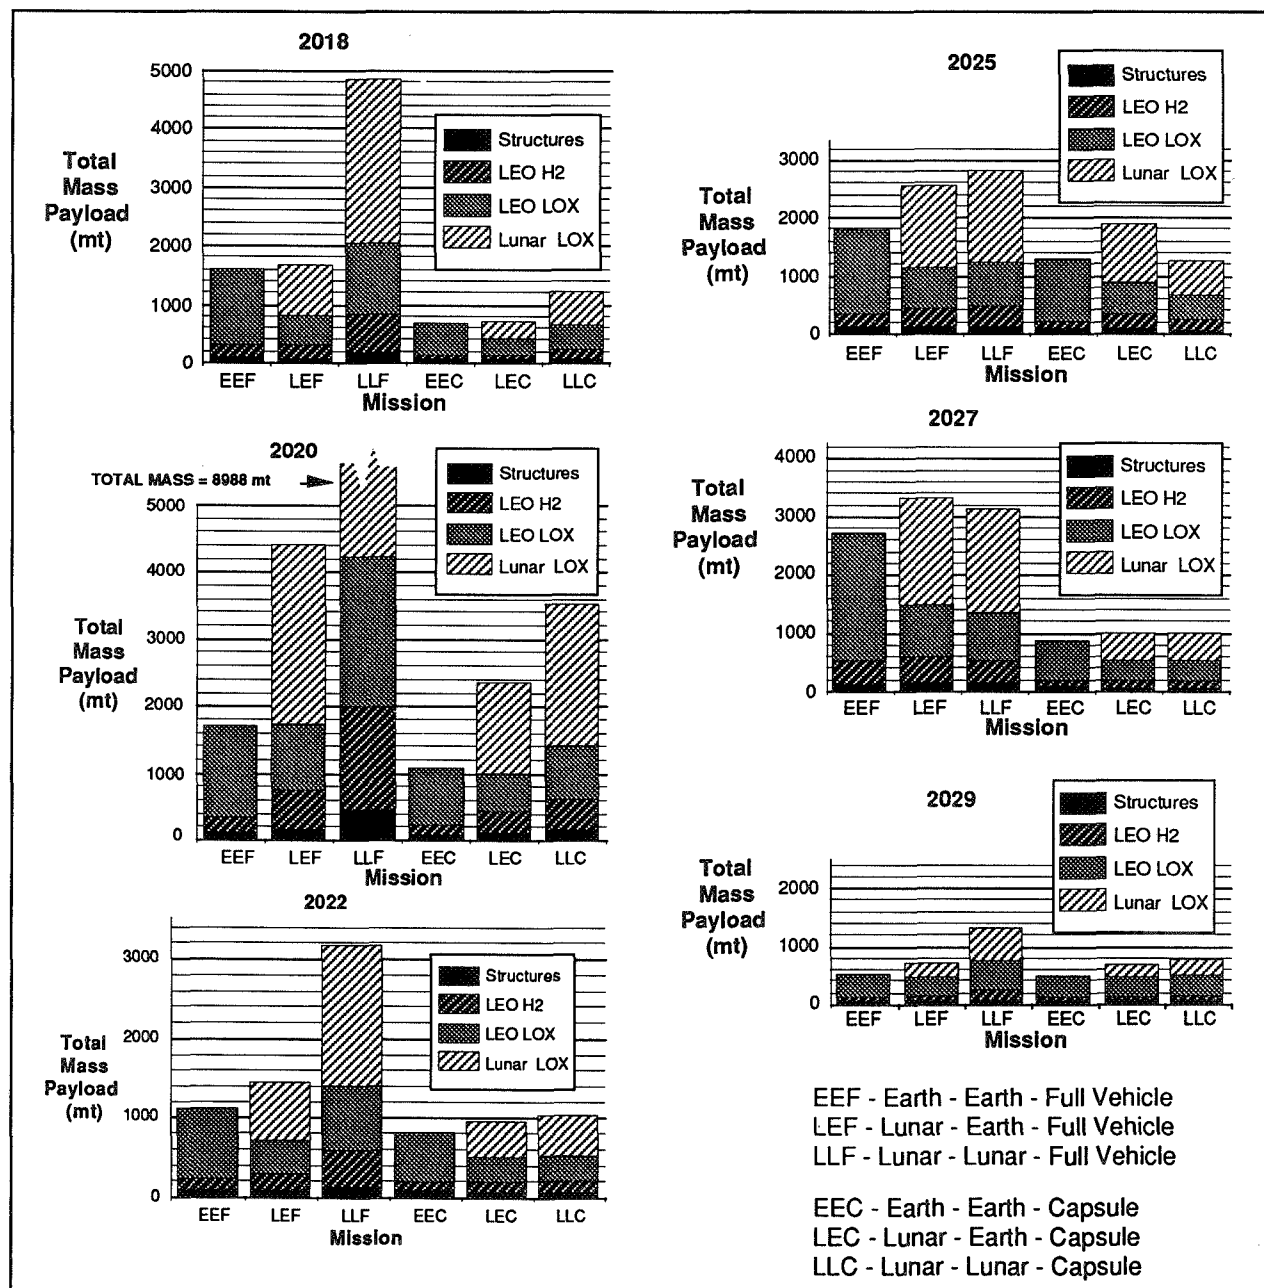 2018
5000
4000
3000
2000
1000
0
Total
Mass
Payload
(mt)
Structures
LEO H2
LEO LOX
Lunar LOX
EEF LEF LLF EEC LEC LLC
Mission
2020
TOTAL MASS = 8988 mt
5000
4000
3000
2000
1000
0
Total
Mass
Payload
(mt)
Structures
LEO H2
LEO LOX
Lunar LOX
EEF LEF LLF EEC LEC LLC
Mission
2022
3000
2000
1000
0
Total
Mass
Payload
(mt)
Structures
LEO H2
LEO LOX
Lunar LOX
EEF LEF LLF EEC LEC LLC
Mission
2025
3000
2000
1000
0
Total
Mass
Payload
(mt)
Structures
LEO H2
LEO LOX
Lunar LOX
EEF LEF LLF EEC LEC LLC
Mission
2027
4000
3000
2000
1000
0
Total
Mass
Payload
(mt)
Structures
LEO H2
LEO LOX
Lunar LOX
EEF LEF LLF EEC LEC LLC
Mission
2029
2000
1000
0
Total
Mass
Payload
(mt)
Structures
LEO H2
LEO LOX
Lunar LOX
EEF LEF LLF EEC LEC LLC
Mission
EEF - Earth - Earth - Full Vehicle
LEF - Lunar - Earth - Full Vehicle
LLF - Lunar - Lunar - Full Vehicle
EEC - Earth - Earth - Capsule
LEC - Lunar - Earth - Capsule
LLC - Lunar - Lunar - Capsule